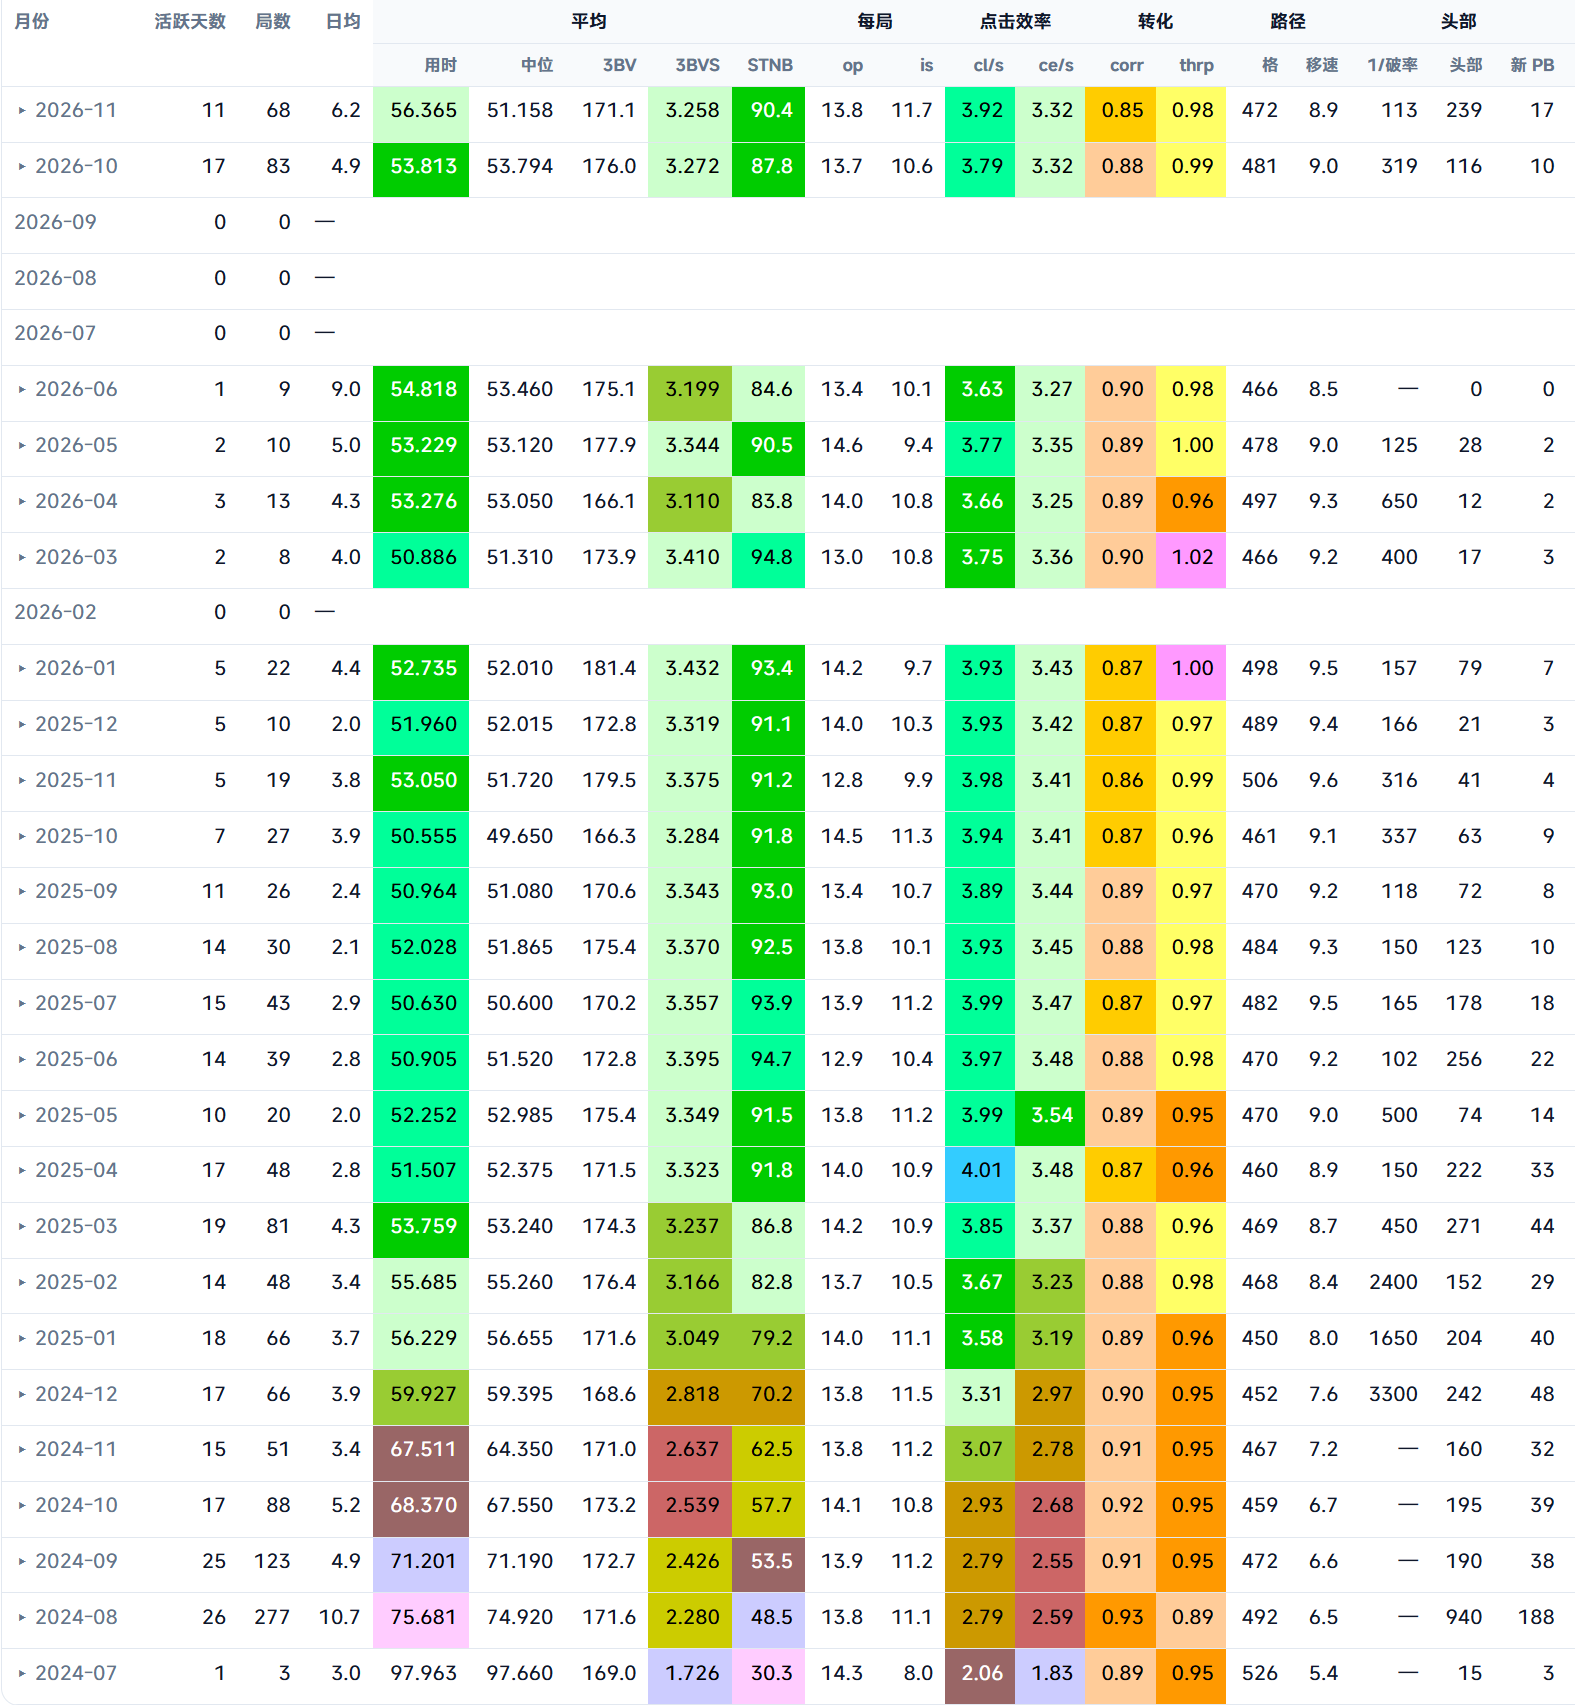 月份 活跃天数 局数 日均 平均 每局 点击效率 转化 路径 头部
用时 中位 3BV 3BVS STNB op is cl/s ce/s corr thrp 格 移速 1/破率 头部 新 PB
▸ 2026-11 11 68 6.2 56.365 51.158 171.1 3.258 90.4 13.8 11.7 3.92 3.32 0.85 0.98 472 8.9 113 239 17
▸ 2026-10 17 83 4.9 53.813 53.794 176.0 3.272 87.8 13.7 10.6 3.79 3.32 0.88 0.99 481 9.0 319 116 10
2026-09 0 0 —
2026-08 0 0 —
2026-07 0 0 —
▸ 2026-06 1 9 9.0 54.818 53.460 175.1 3.199 84.6 13.4 10.1 3.63 3.27 0.90 0.98 466 8.5 — 0 0
▸ 2026-05 2 10 5.0 53.229 53.120 177.9 3.344 90.5 14.6 9.4 3.77 3.35 0.89 1.00 478 9.0 125 28 2
▸ 2026-04 3 13 4.3 53.276 53.050 166.1 3.110 83.8 14.0 10.8 3.66 3.25 0.89 0.96 497 9.3 650 12 2
▸ 2026-03 2 8 4.0 50.886 51.310 173.9 3.410 94.8 13.0 10.8 3.75 3.36 0.90 1.02 466 9.2 400 17 3
2026-02 0 0 —
▸ 2026-01 5 22 4.4 52.735 52.010 181.4 3.432 93.4 14.2 9.7 3.93 3.43 0.87 1.00 498 9.5 157 79 7
▸ 2025-12 5 10 2.0 51.960 52.015 172.8 3.319 91.1 14.0 10.3 3.93 3.42 0.87 0.97 489 9.4 166 21 3
▸ 2025-11 5 19 3.8 53.050 51.720 179.5 3.375 91.2 12.8 9.9 3.98 3.41 0.86 0.99 506 9.6 316 41 4
▸ 2025-10 7 27 3.9 50.555 49.650 166.3 3.284 91.8 14.5 11.3 3.94 3.41 0.87 0.96 461 9.1 337 63 9
▸ 2025-09 11 26 2.4 50.964 51.080 170.6 3.343 93.0 13.4 10.7 3.89 3.44 0.89 0.97 470 9.2 118 72 8
▸ 2025-08 14 30 2.1 52.028 51.865 175.4 3.370 92.5 13.8 10.1 3.93 3.45 0.88 0.98 484 9.3 150 123 10
▸ 2025-07 15 43 2.9 50.630 50.600 170.2 3.357 93.9 13.9 11.2 3.99 3.47 0.87 0.97 482 9.5 165 178 18
▸ 2025-06 14 39 2.8 50.905 51.520 172.8 3.395 94.7 12.9 10.4 3.97 3.48 0.88 0.98 470 9.2 102 256 22
▸ 2025-05 10 20 2.0 52.252 52.985 175.4 3.349 91.5 13.8 11.2 3.99 3.54 0.89 0.95 470 9.0 500 74 14
▸ 2025-04 17 48 2.8 51.507 52.375 171.5 3.323 91.8 14.0 10.9 4.01 3.48 0.87 0.96 460 8.9 150 222 33
▸ 2025-03 19 81 4.3 53.759 53.240 174.3 3.237 86.8 14.2 10.9 3.85 3.37 0.88 0.96 469 8.7 450 271 44
▸ 2025-02 14 48 3.4 55.685 55.260 176.4 3.166 82.8 13.7 10.5 3.67 3.23 0.88 0.98 468 8.4 2400 152 29
▸ 2025-01 18 66 3.7 56.229 56.655 171.6 3.049 79.2 14.0 11.1 3.58 3.19 0.89 0.96 450 8.0 1650 204 40
▸ 2024-12 17 66 3.9 59.927 59.395 168.6 2.818 70.2 13.8 11.5 3.31 2.97 0.90 0.95 452 7.6 3300 242 48
▸ 2024-11 15 51 3.4 67.511 64.350 171.0 2.637 62.5 13.8 11.2 3.07 2.78 0.91 0.95 467 7.2 — 160 32
▸ 2024-10 17 88 5.2 68.370 67.550 173.2 2.539 57.7 14.1 10.8 2.93 2.68 0.92 0.95 459 6.7 — 195 39
▸ 2024-09 25 123 4.9 71.201 71.190 172.7 2.426 53.5 13.9 11.2 2.79 2.55 0.91 0.95 472 6.6 — 190 38
▸ 2024-08 26 277 10.7 75.681 74.920 171.6 2.280 48.5 13.8 11.1 2.79 2.59 0.93 0.89 492 6.5 — 940 188
▸ 2024-07 1 3 3.0 97.963 97.660 169.0 1.726 30.3 14.3 8.0 2.06 1.83 0.89 0.95 526 5.4 — 15 3